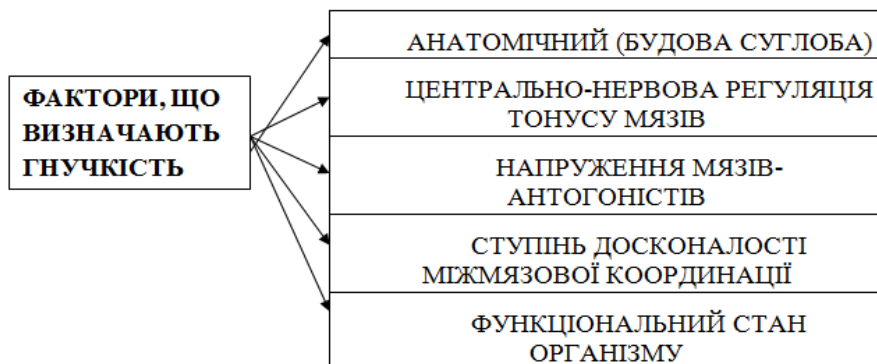 ФАКТОРИ, ЩО
ВИЗНАЧАЮТЬ
ГНУЧКІСТЬ
АНАТОМІЧНИЙ (БУДОВА СУГЛОБА)
ЦЕНТРАЛЬНО-НЕРВОВА РЕГУЛЯЦІЯ
ТОНУСУ МЯЗІВ
НАПРУЖЕННЯ МЯЗІВ-
АНТОГОНІСТІВ
СТУПІНЬ ДОСКОНАЛОСТІ
МІЖМЯЗОВОЇ КООРДИНАЦІЇ
ФУНКЦІОНАЛЬНИЙ СТАН
ОРГАНІЗМУ